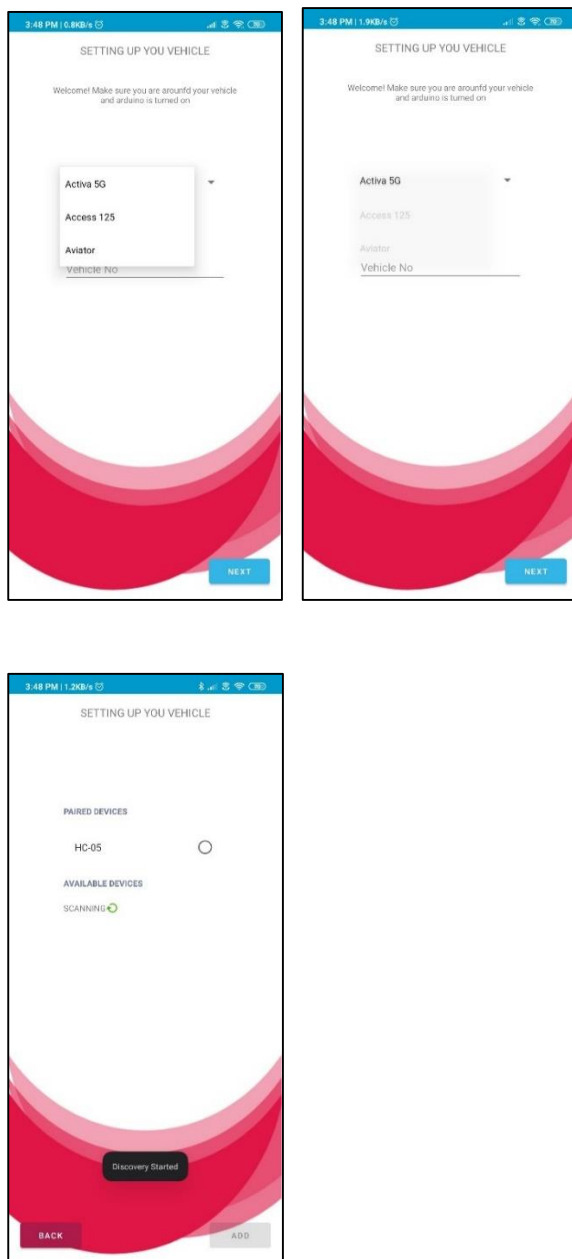 3:48 PM | 0.8KB/s
SETTING UP YOU VEHICLE
Welcome! Make sure you are arounfd your vehicle
and arduino is turned on
Activa 5G
Access 125
Aviator
Vehicle No
NEXT
3:48 PM | 1.9KB/s
SETTING UP YOU VEHICLE
Welcome! Make sure you are arounfd your vehicle
and arduino is turned on
Activa 5G
Access 125
Aviator
Vehicle No
NEXT
3:48 PM | 1.2KB/s
SETTING UP YOU VEHICLE
PAIRED DEVICES
HC-05
AVAILABLE DEVICES
SCANNING
Discovery Started
BACK
ADD